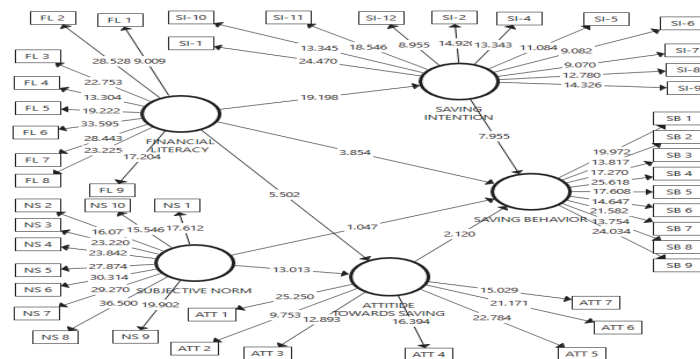 FL 2
FL 1
SI-10
SI-11
SI-12
SI-2
SI-4
SI-5
SI-6
SI-1
SI-7
SI-8
SI-9
FL 3
FL 4
FL 5
FL 6
FL 7
FL 8
FL 9
28.528
9.009
22.753
13.304
19.222
33.595
28.443
23.225
17.204
13.345
18.546
8.955
14.920
13.343
11.084
9.082
9.070
12.780
14.326
24.470
FINANCIAL
LITERACY
SAVING
INTENTION
19.198
7.955
3.854
5.502
1.047
2.120
13.013
SB 1
SB 2
SB 3
SB 4
SB 5
SB 6
SB 7
SB 8
SB 9
19.972
13.817
17.270
25.618
17.608
14.647
21.582
13.754
24.034
SAVING BEHAVIOR
NS 10
NS 1
NS 2
NS 3
NS 4
NS 5
NS 6
NS 7
NS 8
NS 9
16.07
15.546
17.612
23.220
23.842
27.874
30.314
29.270
36.500
19.902
SUBJECTIVE NORM
ATTITIDE
TOWARDS SAVING
25.250
9.753
12.893
16.394
22.784
21.171
15.029
ATT 1
ATT 2
ATT 3
ATT 4
ATT 5
ATT 6
ATT 7